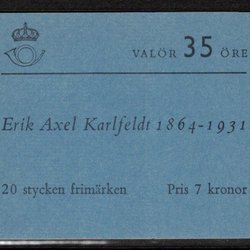 VALÖR 35 ÖRE
Erik Axel Karlfeldt 1864-1931
20 stycken frimärken Pris 7 kronor